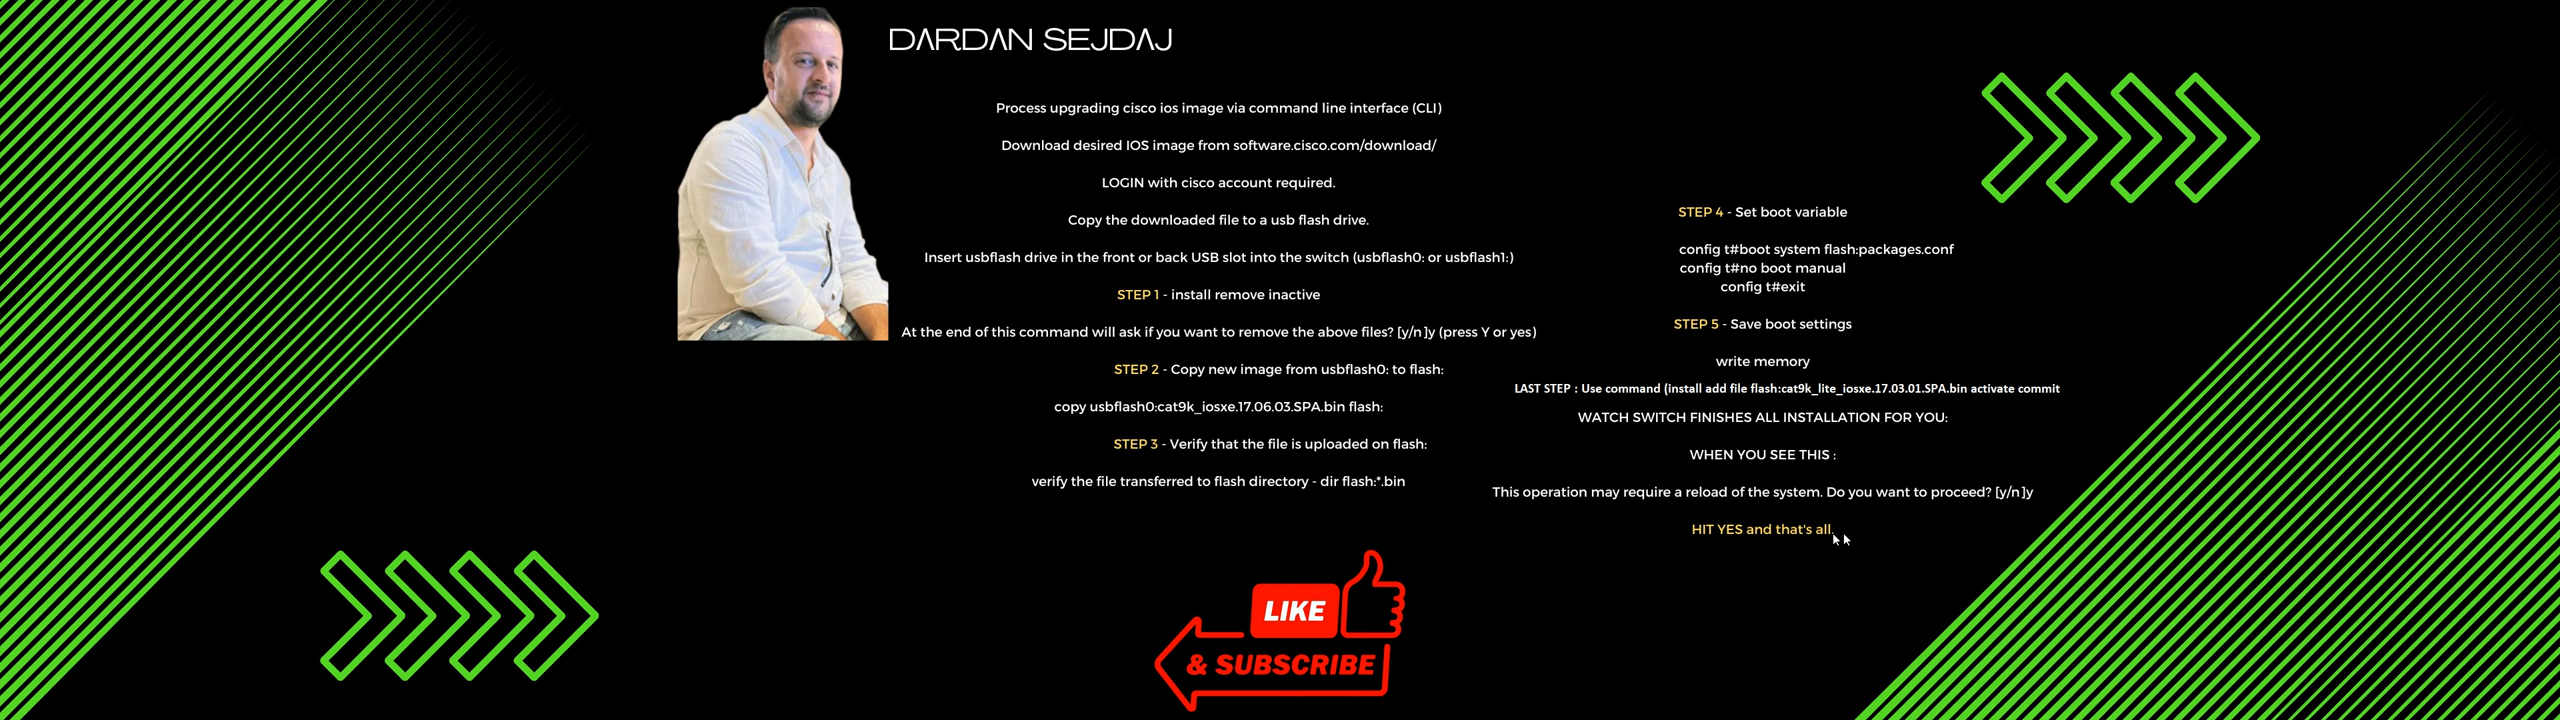 DARDAN SEJDAJ
Process upgrading cisco ios image via command line interface (CLI)
Download desired IOS image from software.cisco.com/download/
LOGIN with cisco account required.
Copy the downloaded file to a usb flash drive.
Insert usbflash drive in the front or back USB slot into the switch (usbflash0: or usbflash1:)
STEP 1 - install remove inactive
At the end of this command will ask if you want to remove the above files? [y/n]y (press Y or yes)
STEP 2 - Copy new image from usbflash0: to flash:
copy usbflash0:cat9k_iosxe.17.06.03.SPA.bin flash:
STEP 3 - Verify that the file is uploaded on flash:
verify the file transferred to flash directory - dir flash:*.bin
STEP 4 - Set boot variable
config t#boot system flash:packages.conf
config t#no boot manual
config t#exit
STEP 5 - Save boot settings
write memory
LAST STEP : Use command (install add file flash:cat9k_lite_iosxe.17.03.01.SPA.bin activate commit
WATCH SWITCH FINISHES ALL INSTALLATION FOR YOU:
WHEN YOU SEE THIS :
This operation may require a reload of the system. Do you want to proceed? [y/n]y
HIT YES and that's all.
LIKE
& SUBSCRIBE